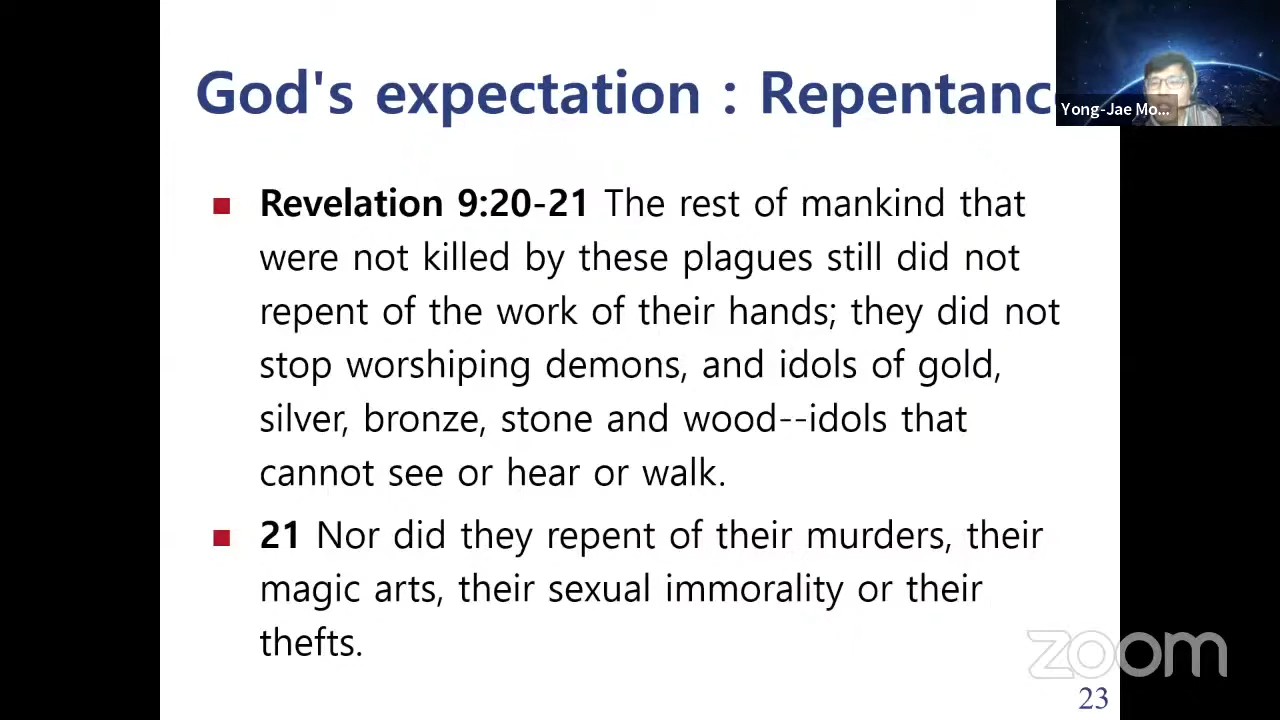 God's expectation : Repentanc
Yong-Jae Mo...
■ Revelation 9:20-21 The rest of mankind that
were not killed by these plagues still did not
repent of the work of their hands; they did not
stop worshiping demons, and idols of gold,
silver, bronze, stone and wood--idols that
cannot see or hear or walk.
■ 21 Nor did they repent of their murders, their
magic arts, their sexual immorality or their
thefts.
zoom
23